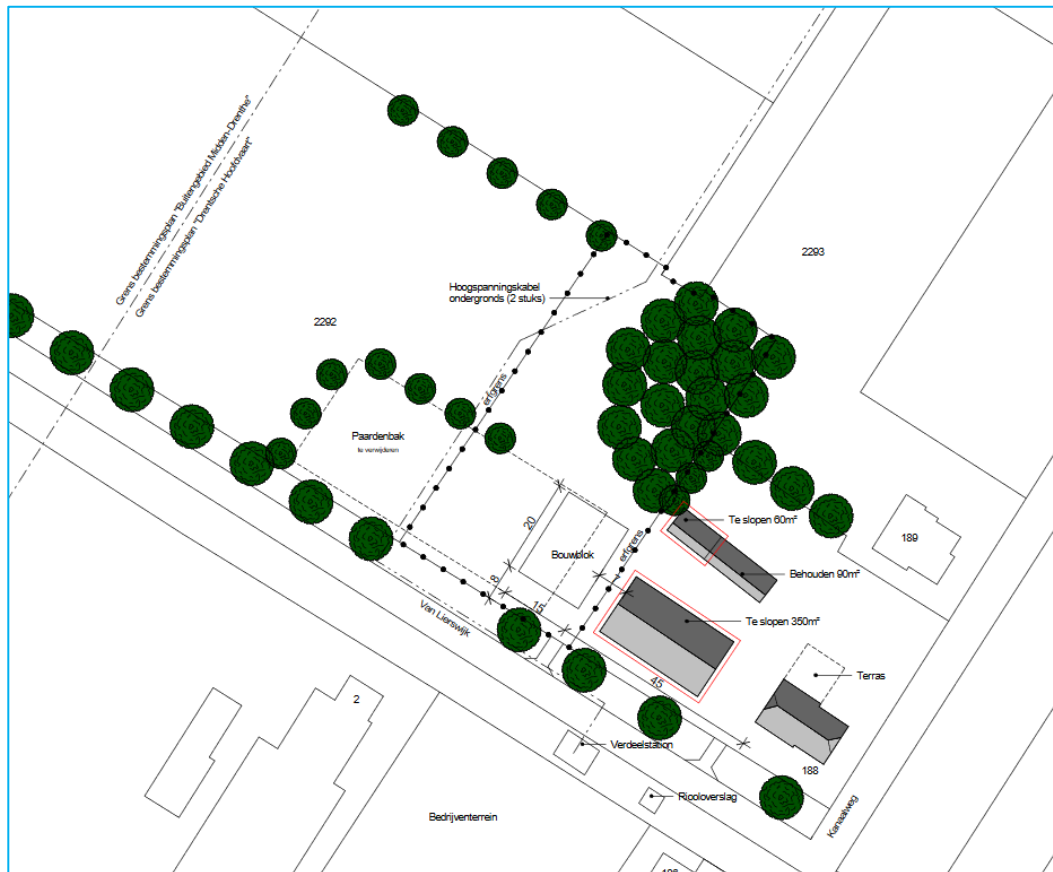 Grens bestemmingsplan "Buitengebied Midden-Drenthe"
Grens bestemmingsplan "Drentsche Hoofdvaart"
2293
Hoogspanningskabel
ondergronds (2 stuks)
2292
erfgrens
Paardenbak
te verwijderen
20
Te slopen 60m²
189
Bouwblok
erfgrens
Behouden 90m²
7
8
15
Te slopen 350m²
Van Lierswijk
45
Terras
2
Verdeelstation
188
Riooloverslag
Kanaalweg
Bedrijventerrein